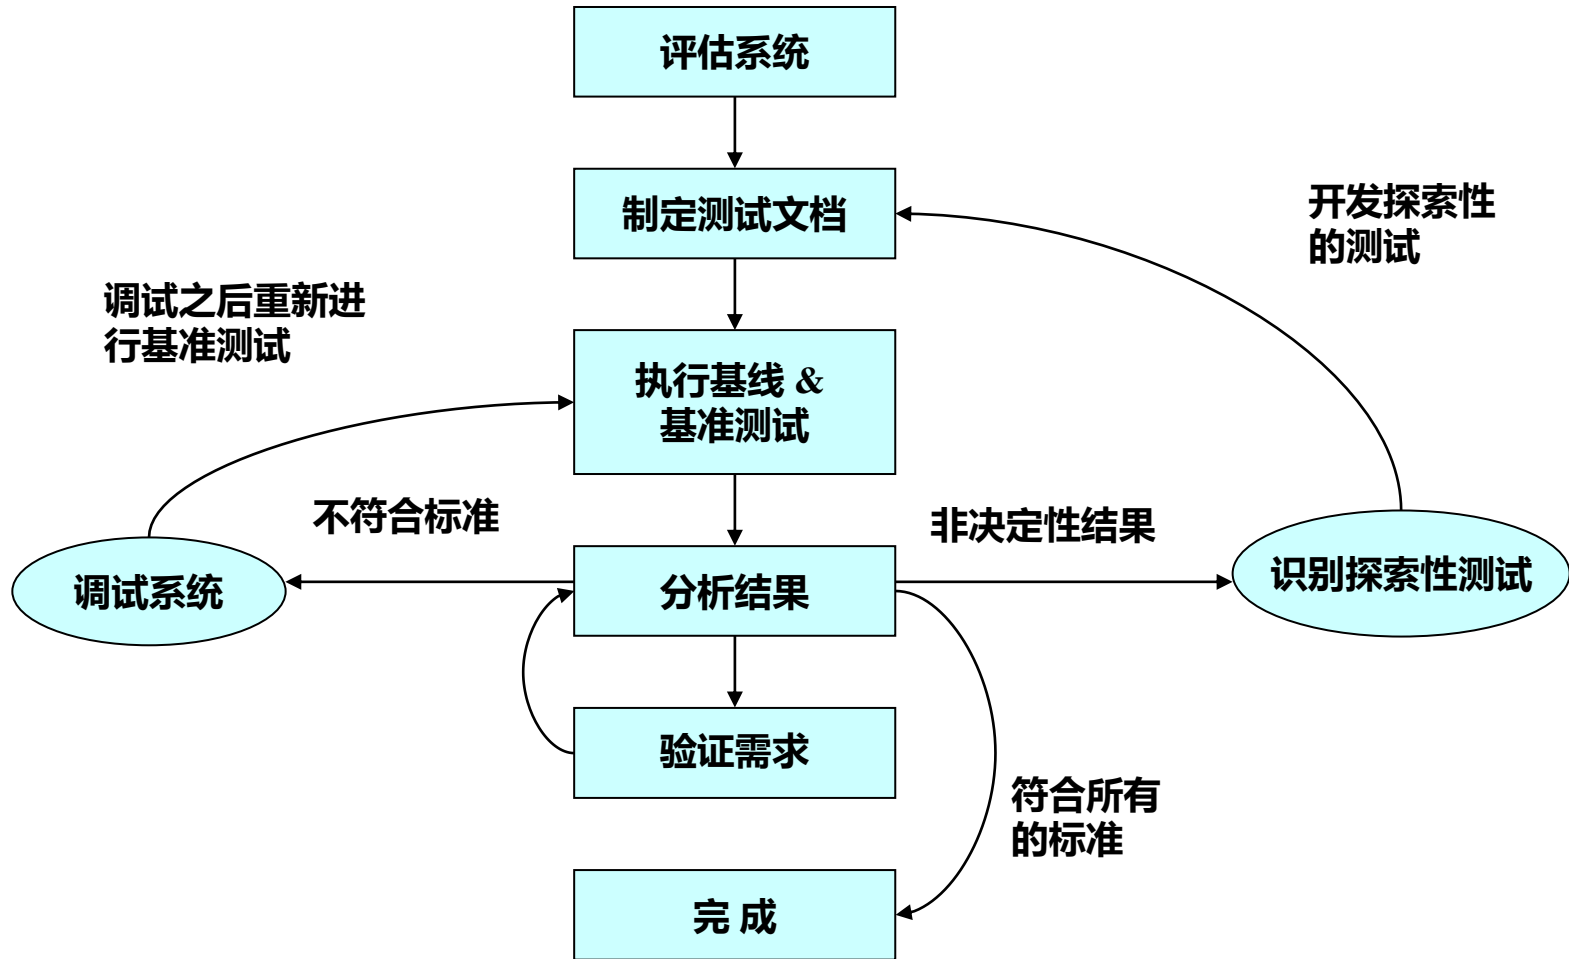 评估系统
制定测试文档
开发探索性
的测试
调试之后重新进
行基准测试
执行基线 &
基准测试
不符合标准
非决定性结果
调试系统
分析结果
识别探索性测试
验证需求
符合所有
的标准
完 成